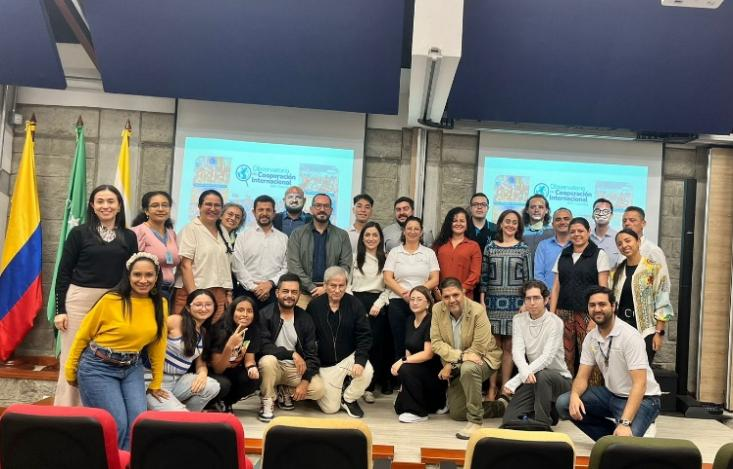 Observatorio
de Cooperación
Internacional
Observatorio
de Cooperación
Internacional